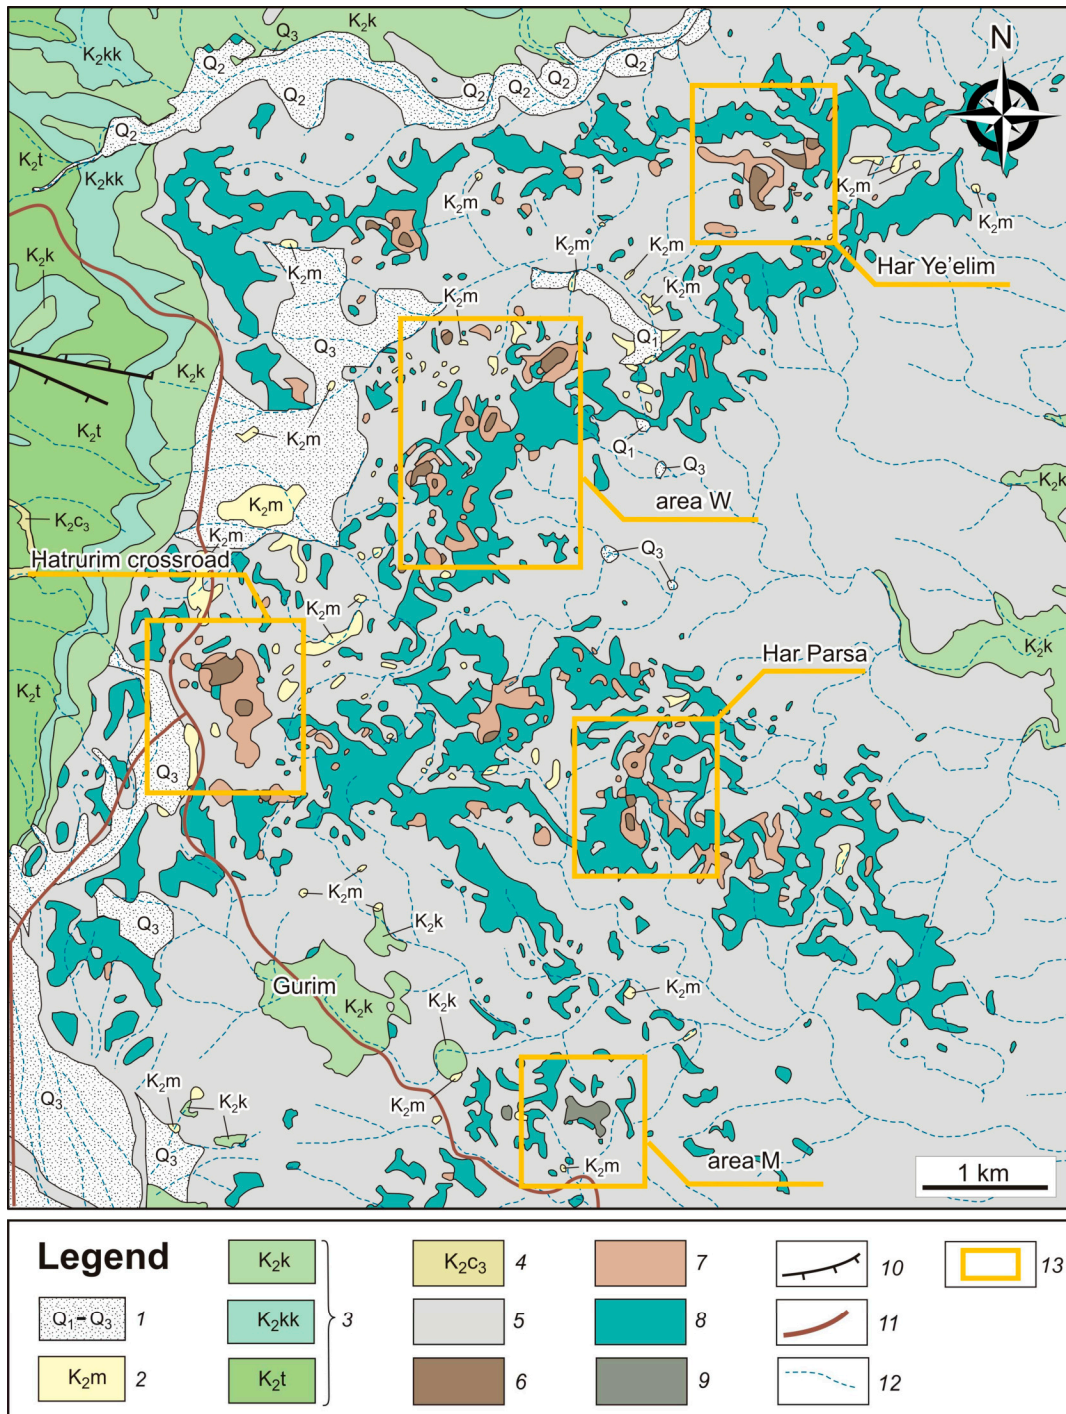 K₂k
Q₃
K₂kk
Q₂
Q₂
Q₂
Q₂
Q₂
Q₂
N
Q₂
K₂t
K₂kk
K₂m
K₂m
K₂m
K₂m
K₂m
K₂k
K₂m
K₂m
K₂m
Har Ye'elim
Q₃
Q₁
K₂k
K₂t
K₂m
Q₁
Q₃
K₂k
K₂m
area W
K₂c₃
K₂m
Q₃
Hatrurim crossroad
K₂m
K₂k
Har Parsa
K₂t
Q₃
K₂m
Q₃
K₂k
Gurim
K₂k
K₂k
K₂m
Q₃
K₂m
K₂k
K₂m
Q₃
K₂m
area M
1 km
Legend
K₂k
K₂c₃ 4
7
10
13
Q₁–Q₃ 1
K₂kk 3
5
8
11
K₂m 2
K₂t
6
9
12